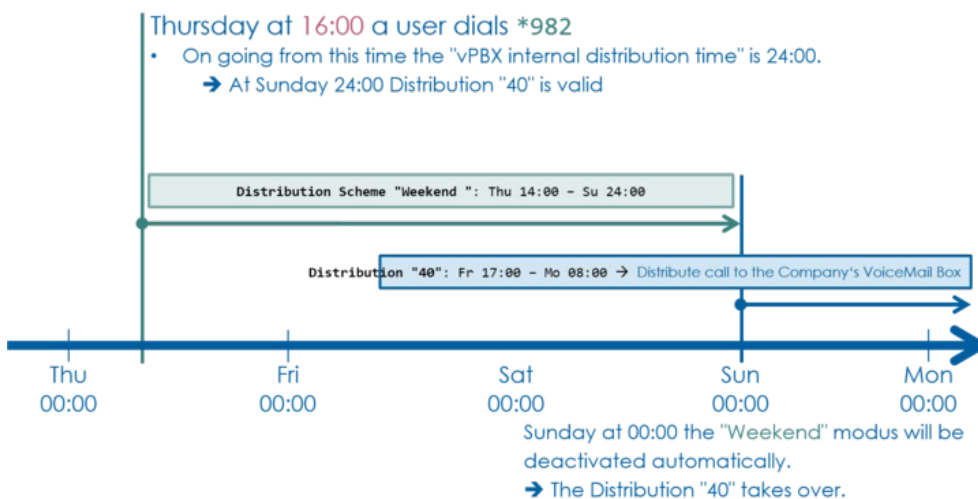 Thursday at 16:00 a user dials *982
• On going from this time the "vPBX internal distribution time" is 24:00.
➔ At Sunday 24:00 Distribution "40" is valid
Distribution Scheme "Weekend ": Thu 14:00 – Su 24:00
Distribution "40": Fr 17:00 – Mo 08:00 → Distribute call to the Company's VoiceMail Box
Thu Fri Sat Sun Mon
00:00 00:00 00:00 00:00 00:00
Sunday at 00:00 the "Weekend" modus will be
deactivated automatically.
➔ The Distribution "40" takes over.